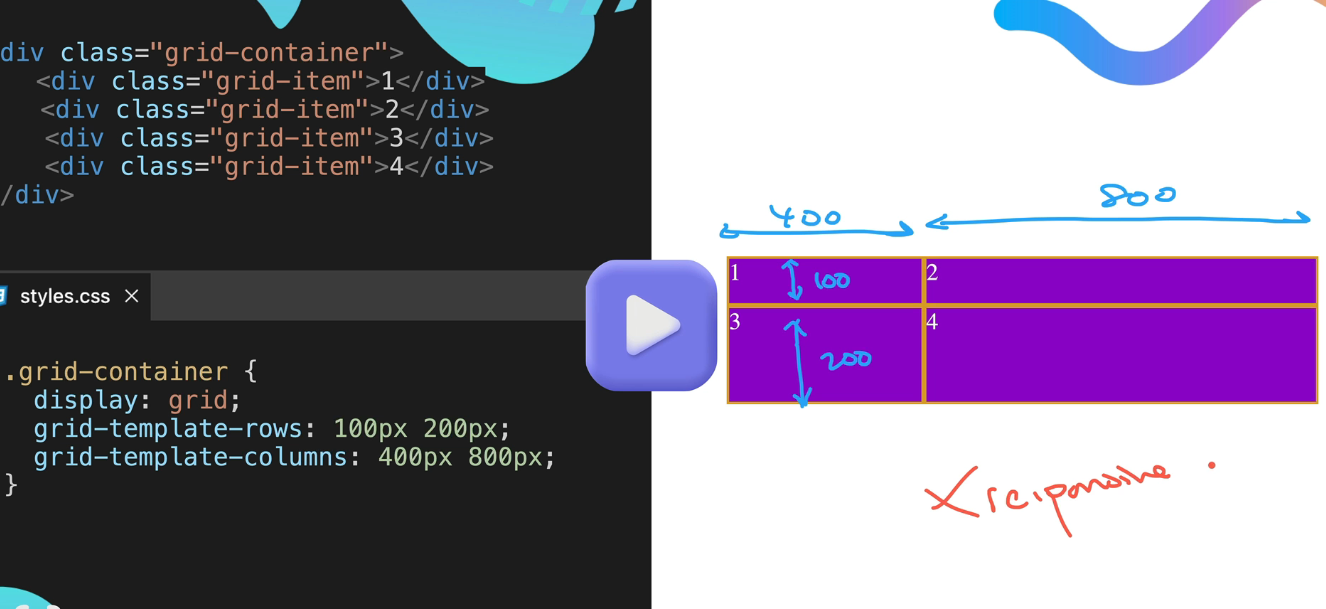 div class="grid-container">
<div class="grid-item">1</div>
<div class="grid-item">2</div>
<div class="grid-item">3</div>
<div class="grid-item">4</div>
/div>
styles.css
.grid-container {
display: grid;
grid-template-rows: 100px 200px;
grid-template-columns: 400px 800px;
}
400
800
1
100
2
3
200
4